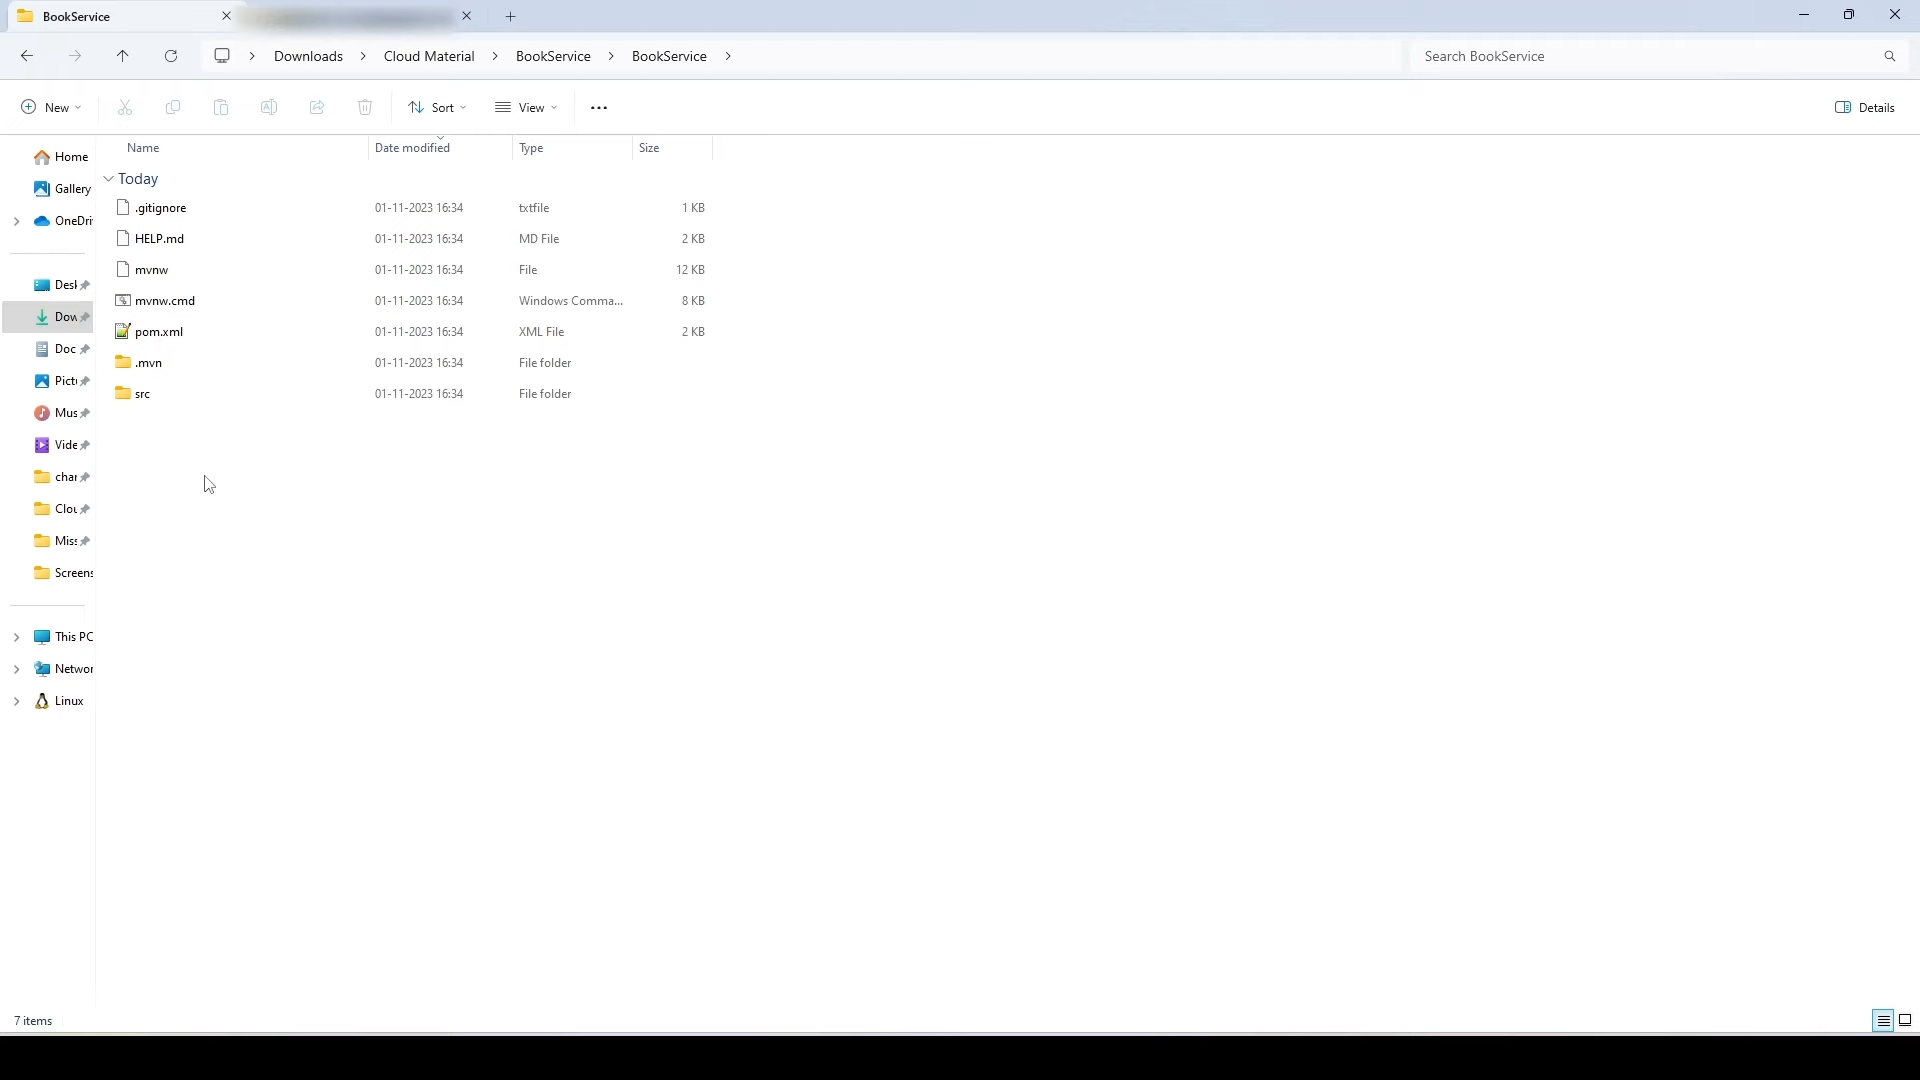 BookService
Downloads > Cloud Material > BookService > BookService >
Search BookService
New Sort View ... Details
Name Date modified Type Size
Today
.gitignore 01-11-2023 16:34 txtfile 1 KB
HELP.md 01-11-2023 16:34 MD File 2 KB
mvnw 01-11-2023 16:34 File 12 KB
mvnw.cmd 01-11-2023 16:34 Windows Comma... 8 KB
pom.xml 01-11-2023 16:34 XML File 2 KB
.mvn 01-11-2023 16:34 File folder
src 01-11-2023 16:34 File folder
Home
Gallery
OneDri
Desk
Dow
Doc
Pict
Mus
Vide
char
Clou
Miss
Screens
This PC
Networ
Linux
7 items